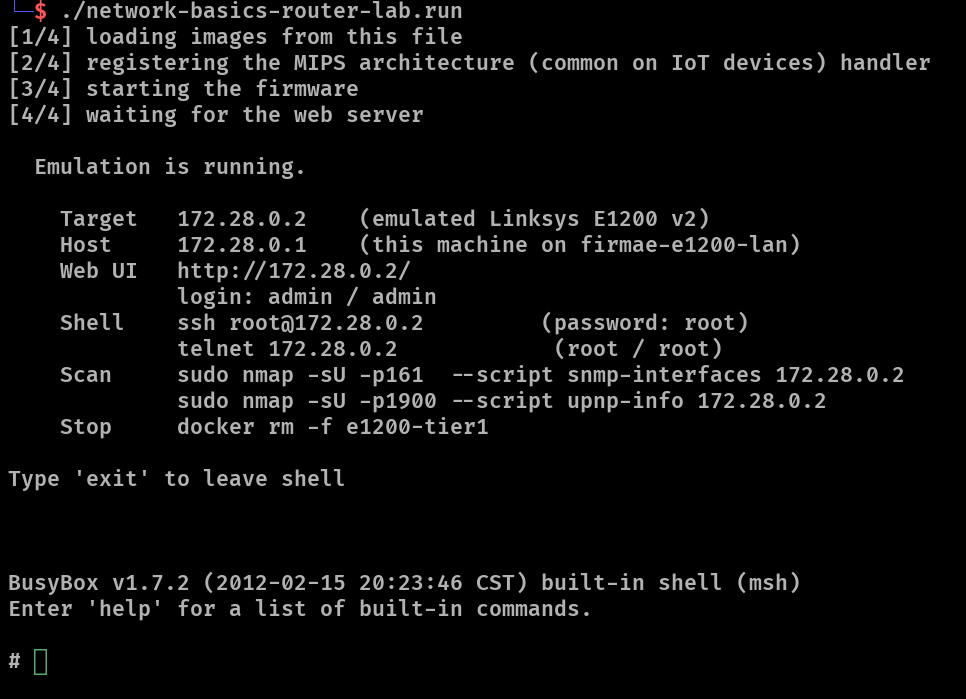 └─$ ./network-basics-router-lab.run
[1/4] loading images from this file
[2/4] registering the MIPS architecture (common on IoT devices) handler
[3/4] starting the firmware
[4/4] waiting for the web server
Emulation is running.
Target 172.28.0.2 (emulated Linksys E1200 v2)
Host 172.28.0.1 (this machine on firmae-e1200-lan)
Web UI http://172.28.0.2/
login: admin / admin
Shell ssh root@172.28.0.2 (password: root)
telnet 172.28.0.2 (root / root)
Scan sudo nmap -sU -p161 --script snmp-interfaces 172.28.0.2
sudo nmap -sU -p1900 --script upnp-info 172.28.0.2
Stop docker rm -f e1200-tier1
Type 'exit' to leave shell
BusyBox v1.7.2 (2012-02-15 20:23:46 CST) built-in shell (msh)
Enter 'help' for a list of built-in commands.
#